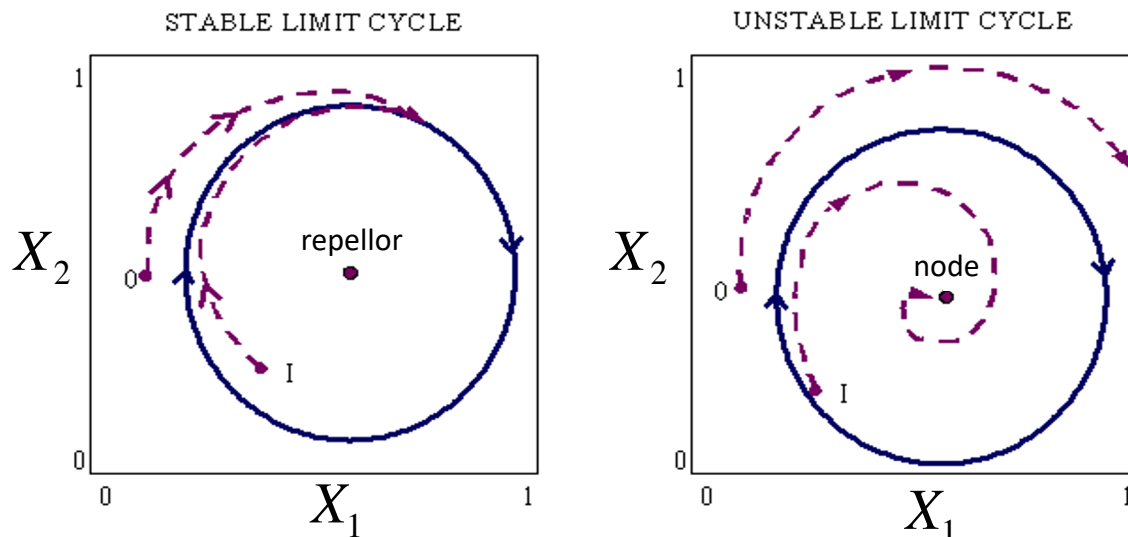 STABLE LIMIT CYCLE
1
X₂
repellor
0
I
0
0
X₁
1
UNSTABLE LIMIT CYCLE
1
X₂
node
0
I
0
0
X₁
1